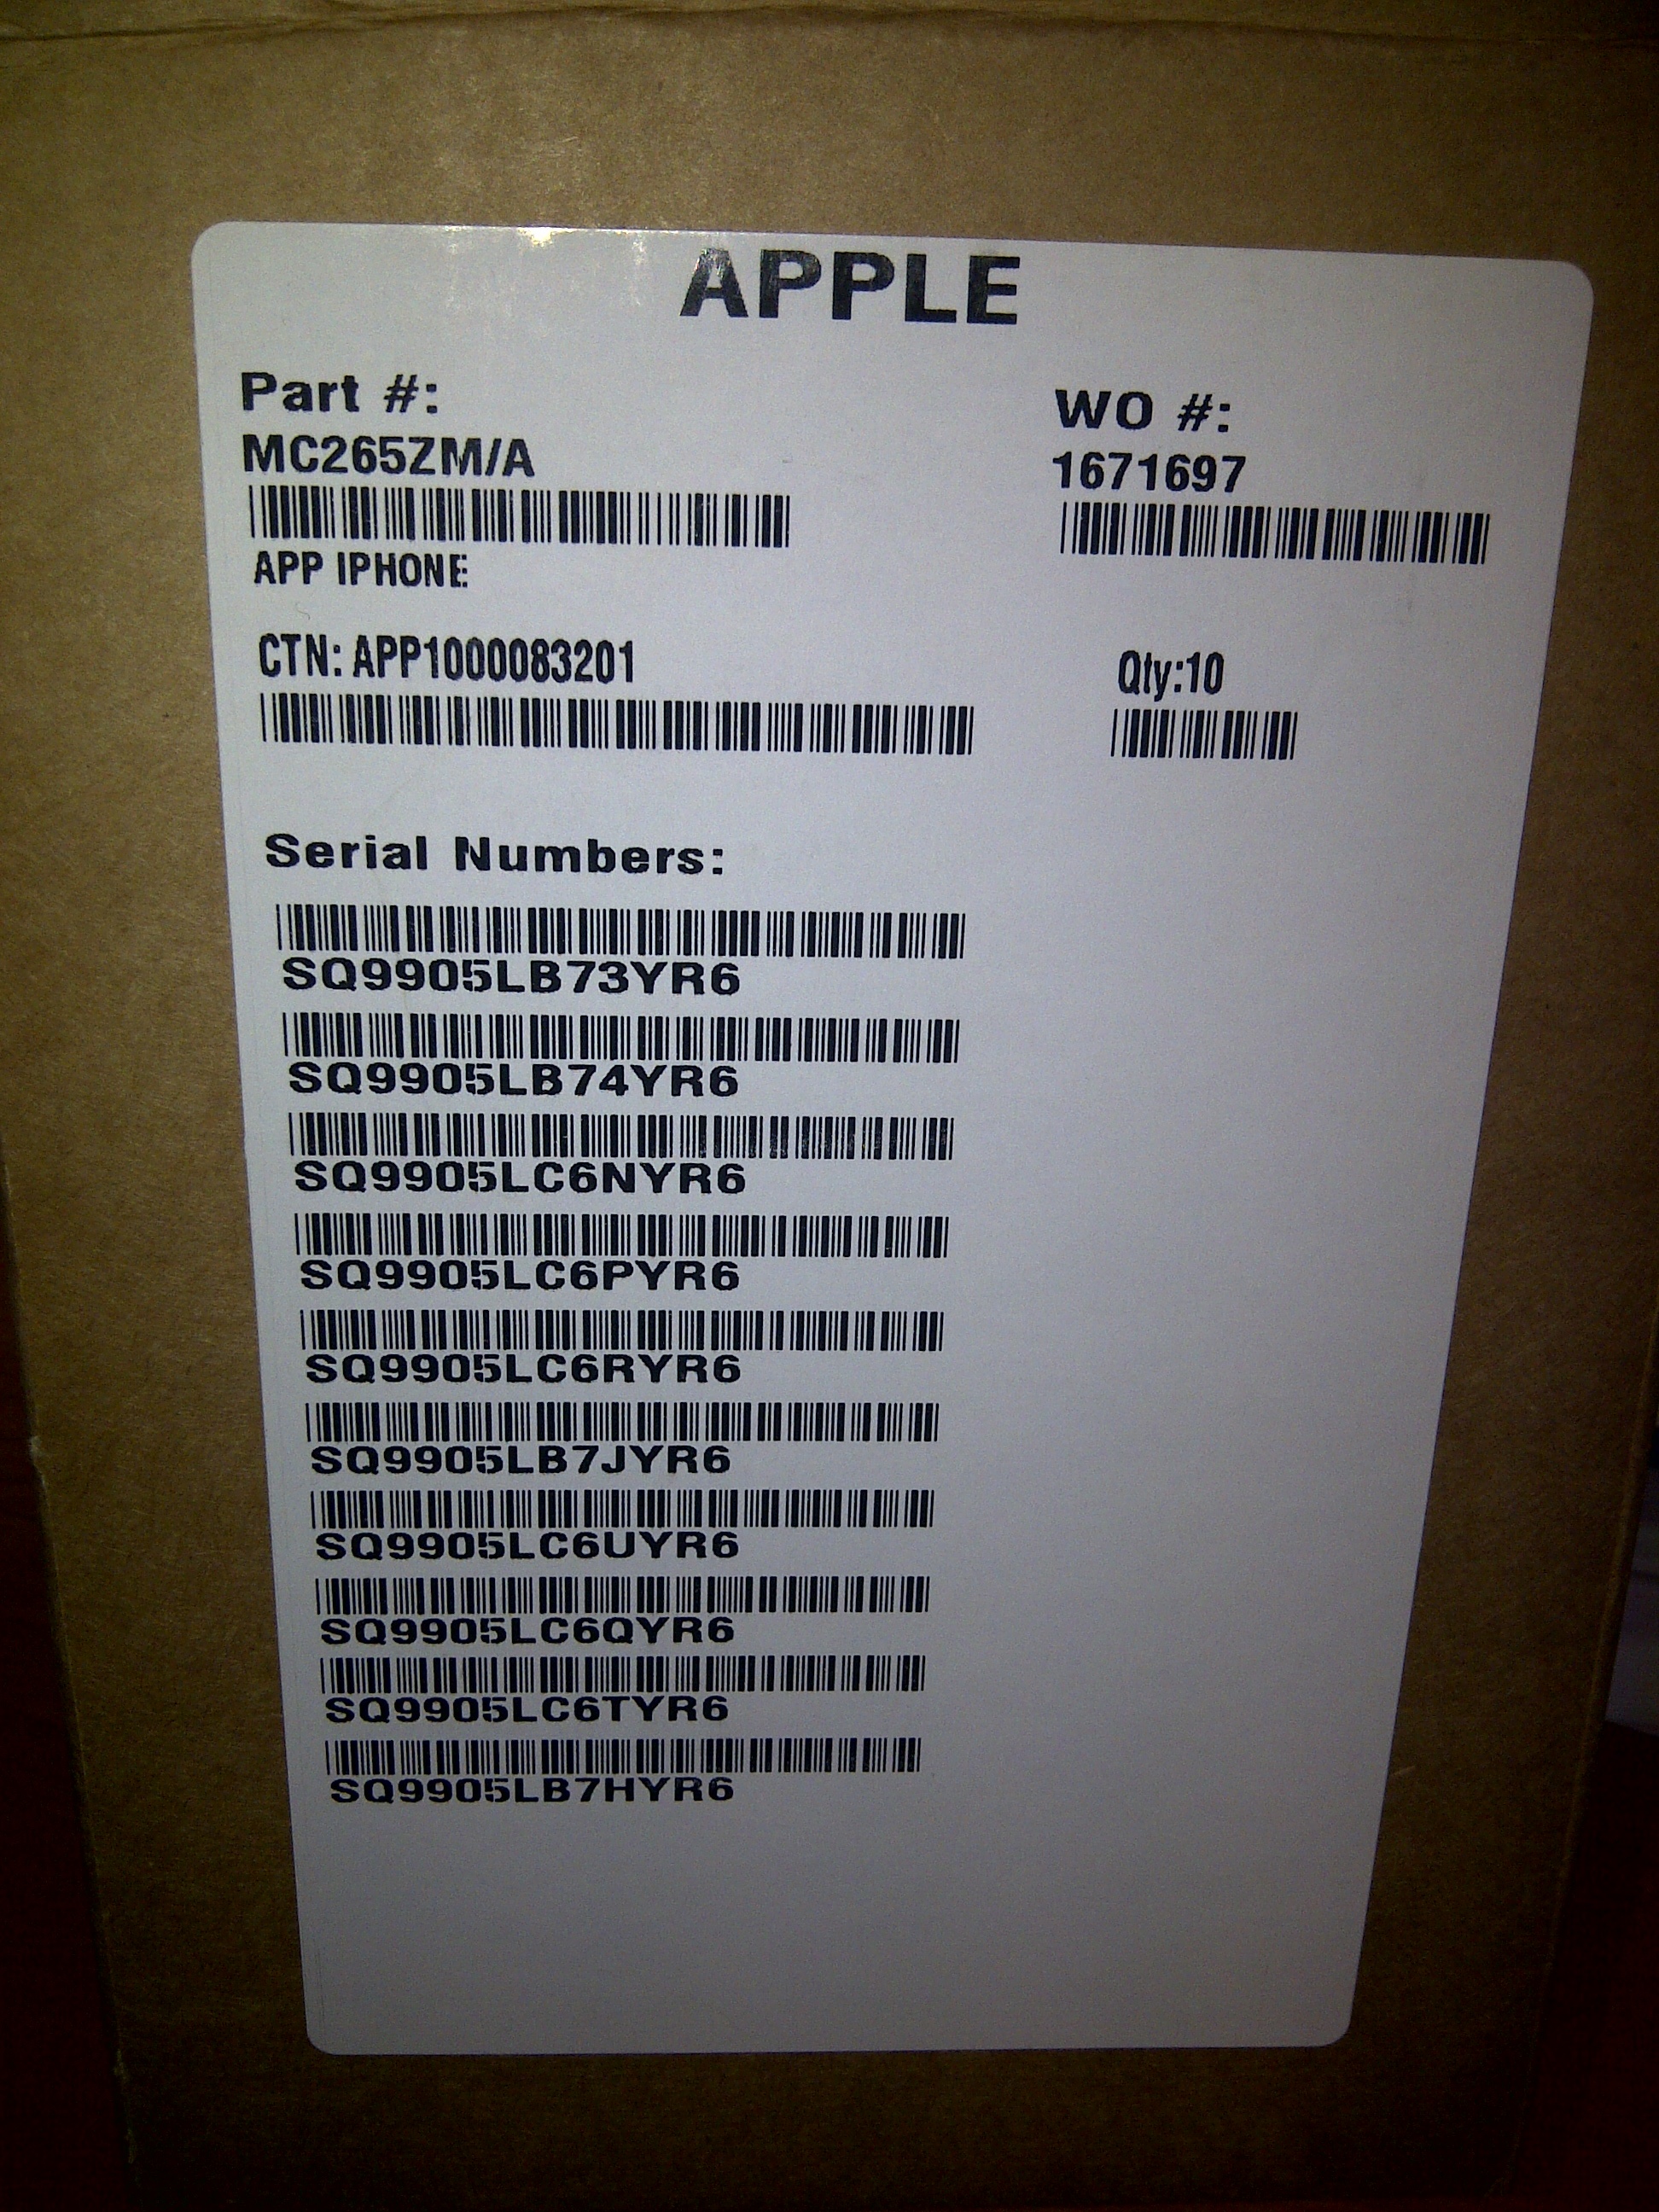 APPLE
Part #:
MC265ZM/A
APP IPHONE
WO #:
1671697
CTN: APP1000083201
Qty:10
Serial Numbers:
SQ9905LB73YR6
SQ9905LB74YR6
SQ9905LC6NYR6
SQ9905LC6PYR6
SQ9905LC6RYR6
SQ9905LB7JYR6
SQ9905LC6UYR6
SQ9905LC6QYR6
SQ9905LC6TYR6
SQ9905LB7HYR6